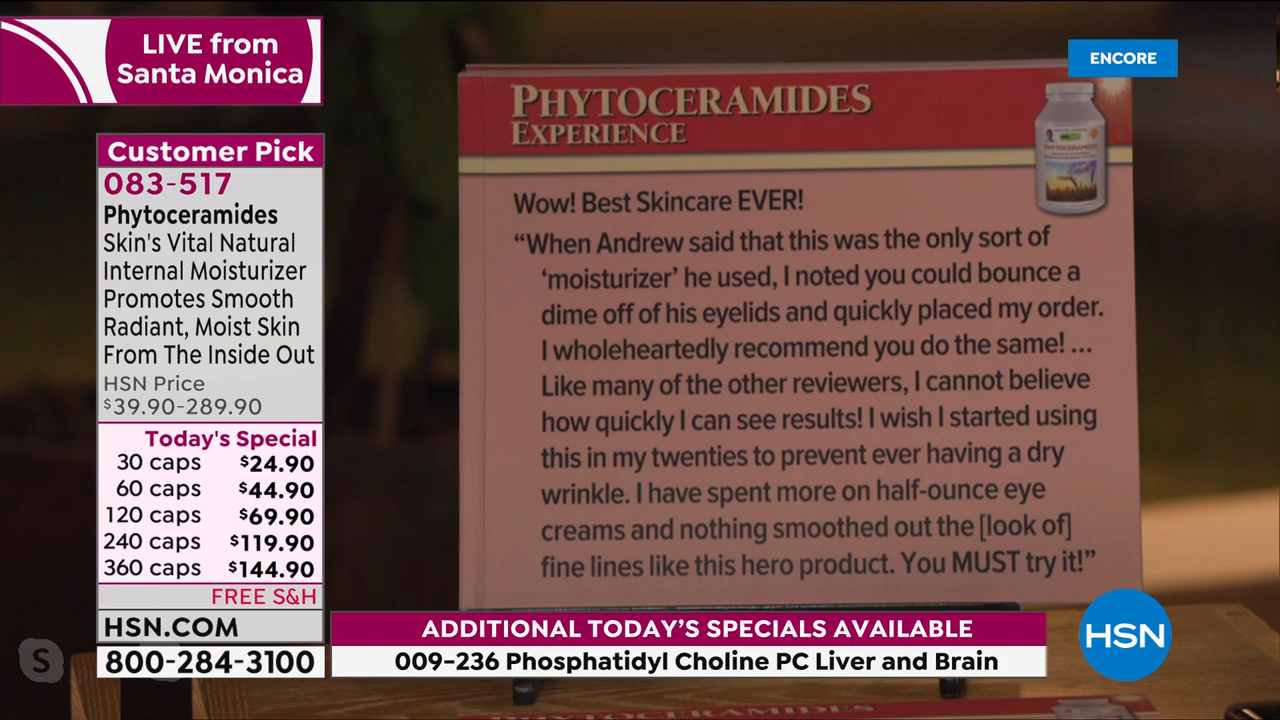 LIVE from
Santa Monica
ENCORE
Customer Pick
083-517
Phytoceramides
Skin's Vital Natural
Internal Moisturizer
Promotes Smooth
Radiant, Moist Skin
From The Inside Out
HSN Price
$39.90-289.90
Today's Special
30 caps $24.90
60 caps $44.90
120 caps $69.90
240 caps $119.90
360 caps $144.90
FREE S&H
HSN.COM
800-284-3100
PHYTOCERAMIDES
EXPERIENCE
PHYTOCERAMIDES
Wow! Best Skincare EVER!
“When Andrew said that this was the only sort of
‘moisturizer’ he used, I noted you could bounce a
dime off of his eyelids and quickly placed my order.
I wholeheartedly recommend you do the same! ...
Like many of the other reviewers, I cannot believe
how quickly I can see results! I wish I started using
this in my twenties to prevent ever having a dry
wrinkle. I have spent more on half-ounce eye
creams and nothing smoothed out the [look of]
fine lines like this hero product. You MUST try it!”
ADDITIONAL TODAY’S SPECIALS AVAILABLE
009-236 Phosphatidyl Choline PC Liver and Brain
HSN
S
PHYTOCERAMIDES